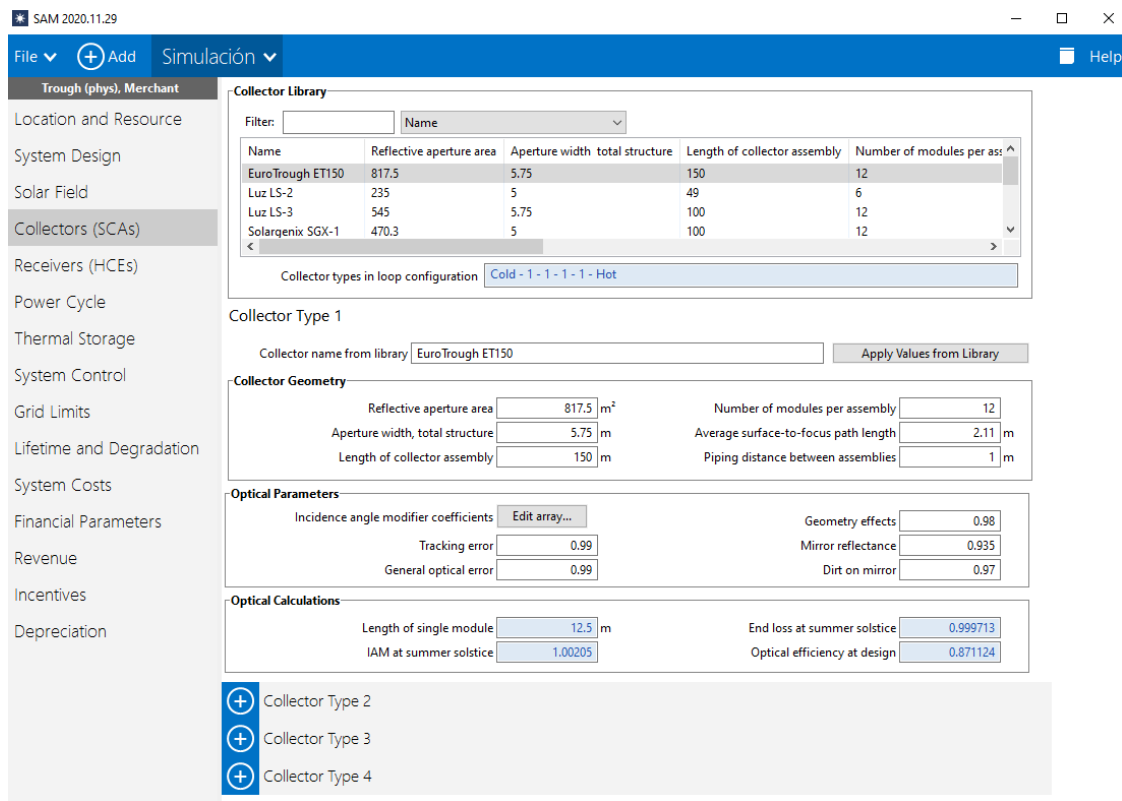 SAM 2020.11.29
File Add Simulación Help
Trough (phys), Merchant
Location and Resource
System Design
Solar Field
Collectors (SCAs)
Receivers (HCEs)
Power Cycle
Thermal Storage
System Control
Grid Limits
Lifetime and Degradation
System Costs
Financial Parameters
Revenue
Incentives
Depreciation
Collector Library
Filter: Name
Name Reflective aperture area Aperture width total structure Length of collector assembly Number of modules per ass
EuroTrough ET150 817.5 5.75 150 12
Luz LS-2 235 5 49 6
Luz LS-3 545 5.75 100 12
Solargenix SGX-1 470.3 5 100 12
Collector types in loop configuration Cold - 1 - 1 - 1 - 1 - Hot
Collector Type 1
Collector name from library EuroTrough ET150 Apply Values from Library
Collector Geometry
Reflective aperture area 817.5 m² Number of modules per assembly 12
Aperture width, total structure 5.75 m Average surface-to-focus path length 2.11 m
Length of collector assembly 150 m Piping distance between assemblies 1 m
Optical Parameters
Incidence angle modifier coefficients Edit array... Geometry effects 0.98
Tracking error 0.99 Mirror reflectance 0.935
General optical error 0.99 Dirt on mirror 0.97
Optical Calculations
Length of single module 12.5 m End loss at summer solstice 0.999713
IAM at summer solstice 1.00205 Optical efficiency at design 0.871124
Collector Type 2
Collector Type 3
Collector Type 4